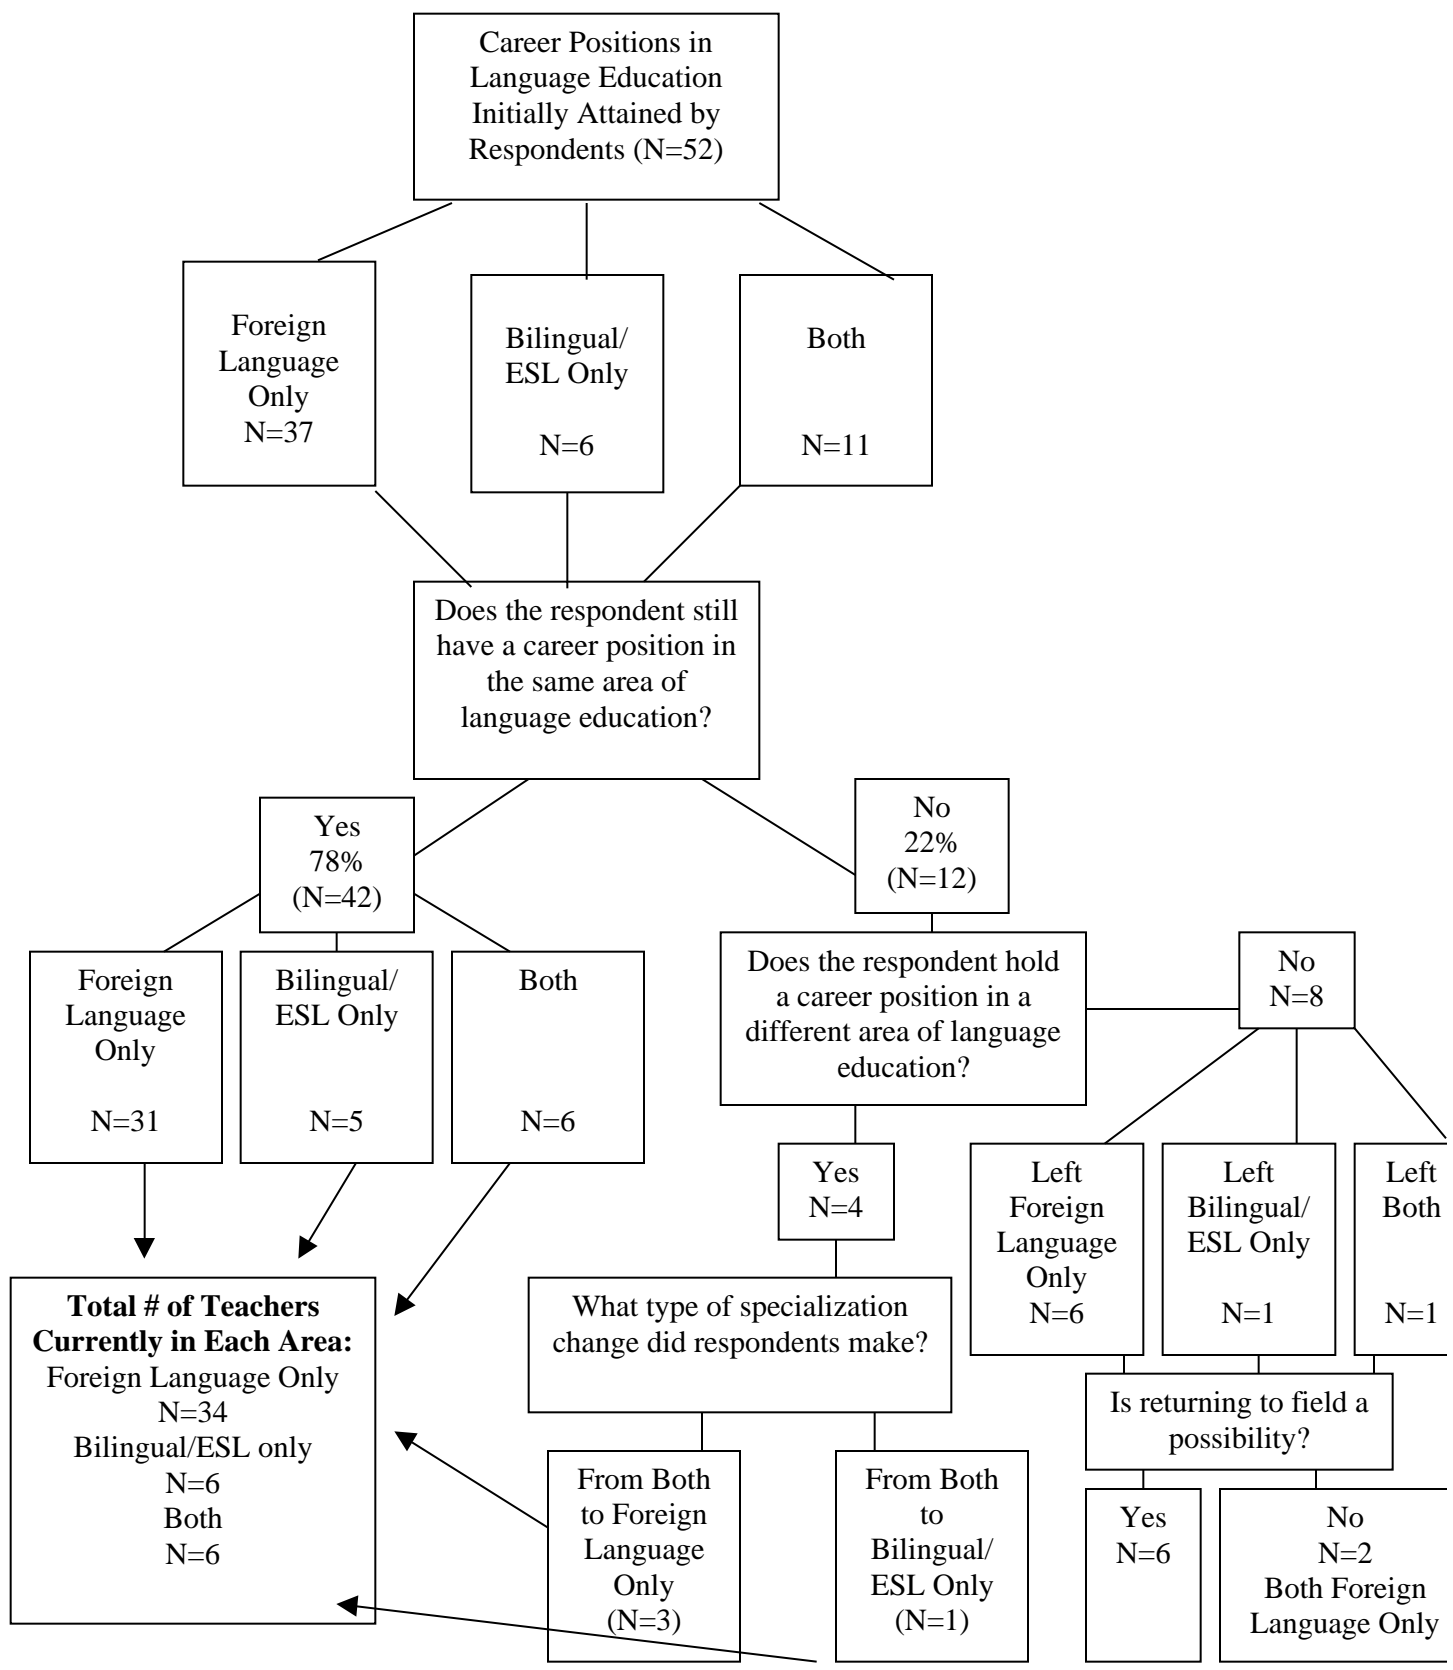 Career Positions in
Language Education
Initially Attained by
Respondents (N=52)
Foreign
Language
Only
N=37
Bilingual/
ESL Only
N=6
Both
N=11
Does the respondent still
have a career position in
the same area of
language education?
Yes
78%
(N=42)
No
22%
(N=12)
Foreign
Language
Only
N=31
Bilingual/
ESL Only
N=5
Both
N=6
Does the respondent hold
a career position in a
different area of language
education?
No
N=8
Yes
N=4
Left
Foreign
Language
Only
N=6
Left
Bilingual/
ESL Only
N=1
Left
Both
N=1
Total # of Teachers
Currently in Each Area:
Foreign Language Only
N=34
Bilingual/ESL only
N=6
Both
N=6
What type of specialization
change did respondents make?
Is returning to field a
possibility?
From Both
to Foreign
Language
Only
(N=3)
From Both
to
Bilingual/
ESL Only
(N=1)
Yes
N=6
No
N=2
Both Foreign
Language Only